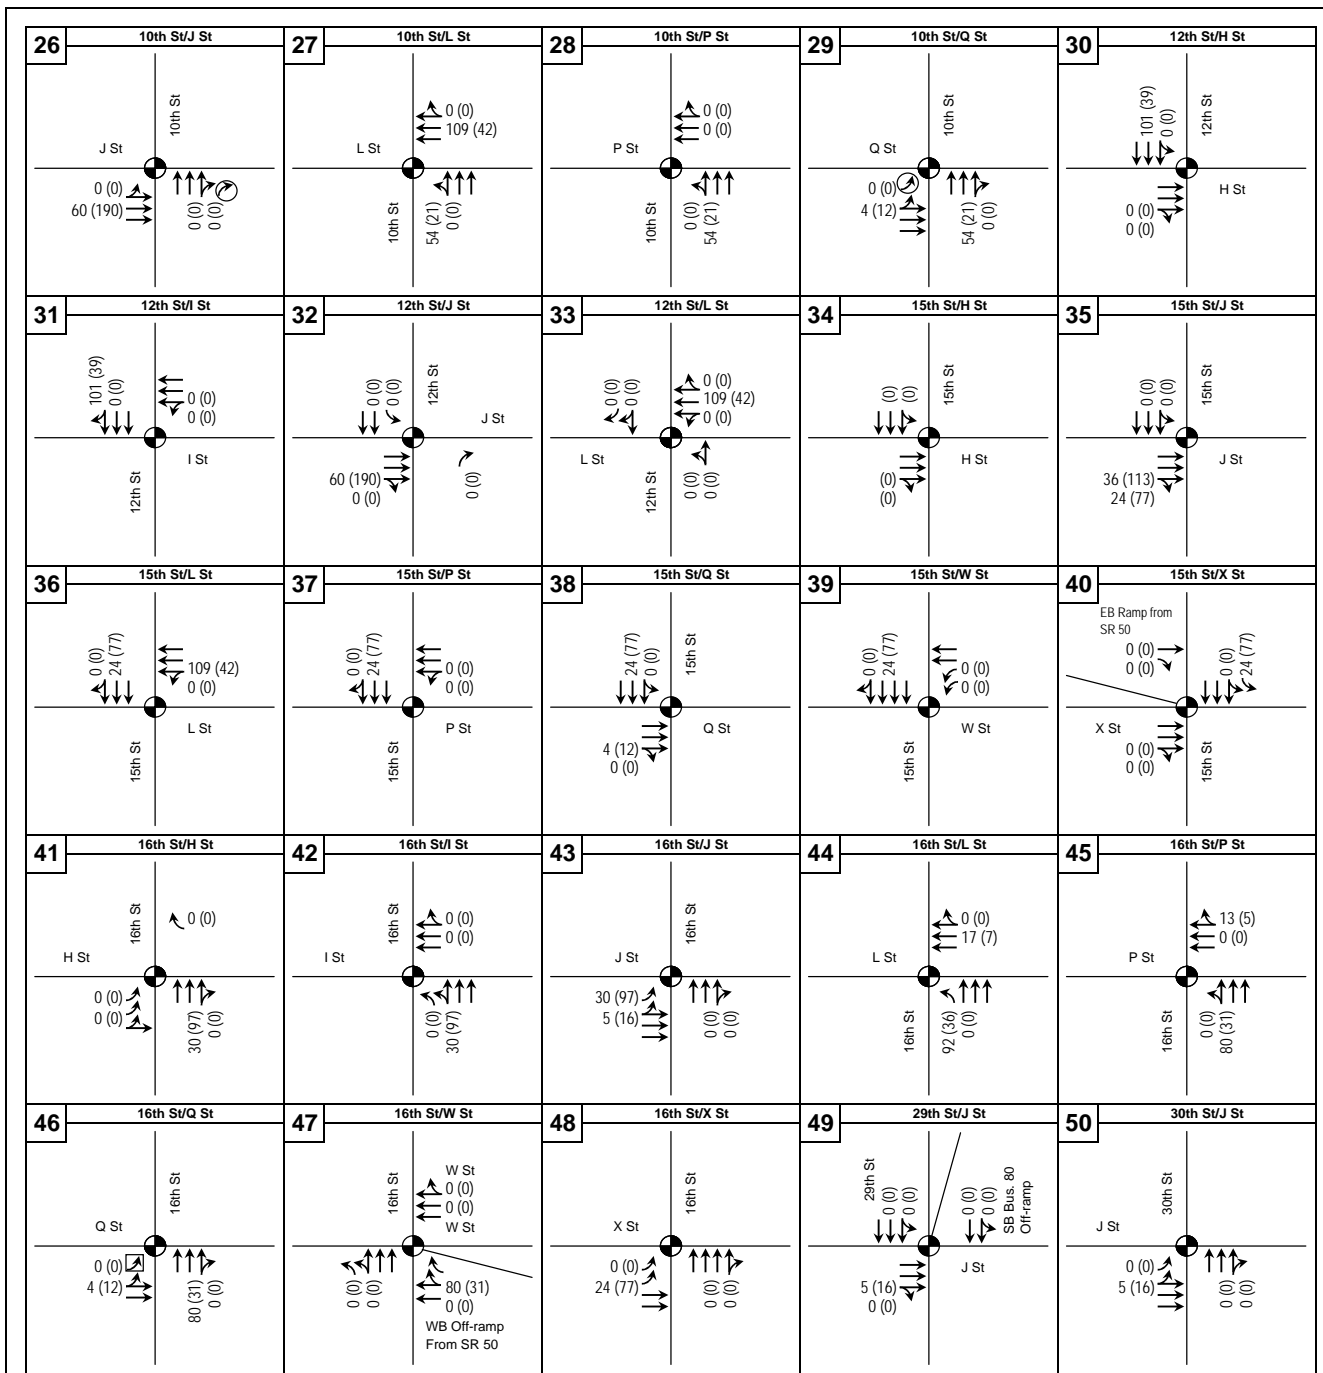 26
10th St/J St
10th St
J St
0 (0)
60 (190)
0 (0)
0 (0)
27
10th St/L St
0 (0)
109 (42)
L St
10th St
54 (21)
0 (0)
28
10th St/P St
0 (0)
0 (0)
P St
10th St
0 (0)
54 (21)
29
10th St/Q St
10th St
Q St
0 (0)
4 (12)
54 (21)
0 (0)
30
12th St/H St
101 (39)
0 (0)
12th St
H St
0 (0)
0 (0)
31
12th St/I St
101 (39)
0 (0)
0 (0)
0 (0)
I St
12th St
32
12th St/J St
0 (0)
0 (0)
12th St
J St
60 (190)
0 (0)
0 (0)
33
12th St/L St
0 (0)
0 (0)
0 (0)
109 (42)
0 (0)
L St
12th St
0 (0)
0 (0)
34
15th St/H St
(0)
(0)
15th St
H St
(0)
(0)
35
15th St/J St
0 (0)
0 (0)
15th St
J St
36 (113)
24 (77)
36
15th St/L St
0 (0)
24 (77)
109 (42)
0 (0)
L St
15th St
37
15th St/P St
0 (0)
24 (77)
0 (0)
0 (0)
P St
15th St
38
15th St/Q St
24 (77)
0 (0)
15th St
Q St
4 (12)
0 (0)
39
15th St/W St
0 (0)
24 (77)
0 (0)
0 (0)
W St
15th St
40
15th St/X St
EB Ramp from
SR 50
0 (0)
0 (0)
0 (0)
24 (77)
X St
0 (0)
0 (0)
15th St
41
16th St/H St
16th St
0 (0)
H St
0 (0)
0 (0)
30 (97)
0 (0)
42
16th St/I St
16th St
0 (0)
0 (0)
I St
0 (0)
30 (97)
43
16th St/J St
16th St
J St
30 (97)
5 (16)
0 (0)
0 (0)
44
16th St/L St
0 (0)
17 (7)
L St
16th St
92 (36)
0 (0)
45
16th St/P St
13 (5)
0 (0)
P St
16th St
0 (0)
80 (31)
46
16th St/Q St
16th St
Q St
0 (0)
4 (12)
80 (31)
0 (0)
47
16th St/W St
16th St
W St
0 (0)
0 (0)
W St
0 (0)
0 (0)
80 (31)
0 (0)
WB Off-ramp
From SR 50
48
16th St/X St
16th St
X St
0 (0)
24 (77)
0 (0)
0 (0)
49
29th St/J St
29th St
0 (0)
0 (0)
0 (0)
0 (0)
SB Bus. 80
Off-ramp
J St
5 (16)
0 (0)
50
30th St/J St
30th St
J St
0 (0)
5 (16)
0 (0)
0 (0)